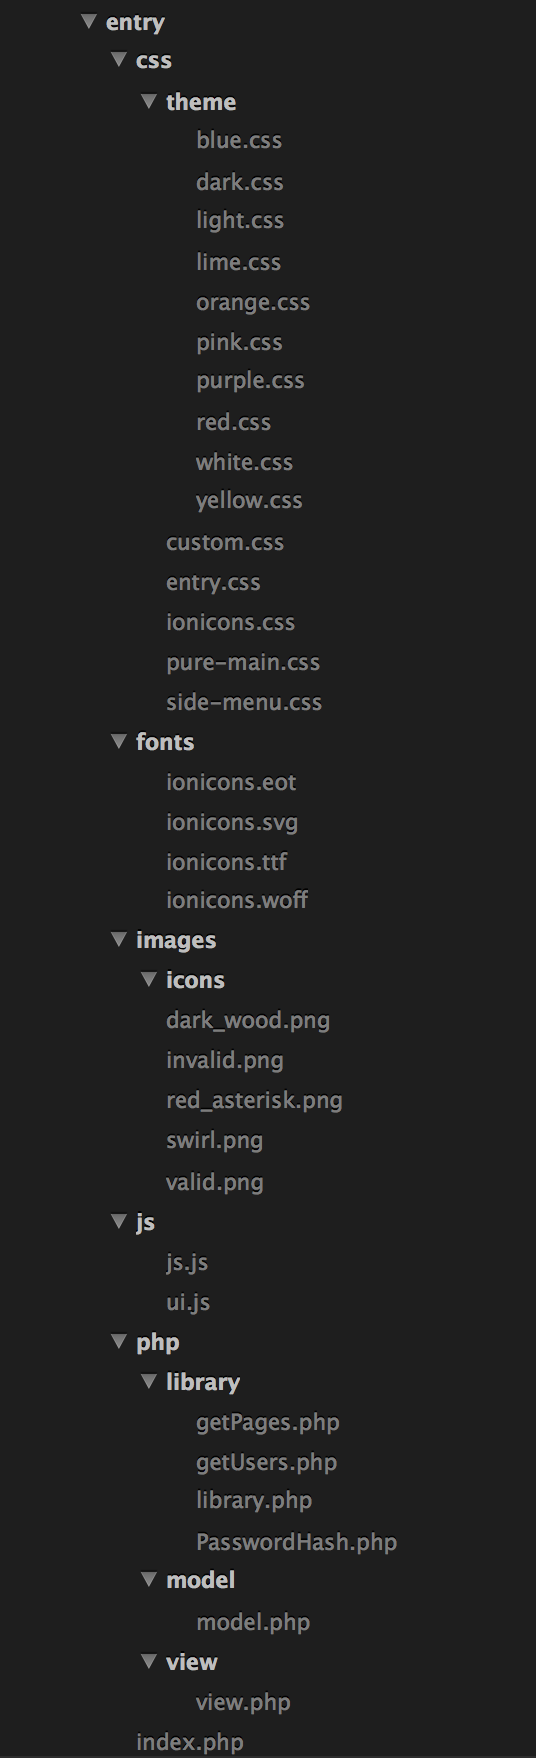 entry
css
theme
blue.css
dark.css
light.css
lime.css
orange.css
pink.css
purple.css
red.css
white.css
yellow.css
custom.css
entry.css
ionicons.css
pure-main.css
side-menu.css
fonts
ionicons.eot
ionicons.svg
ionicons.ttf
ionicons.woff
images
icons
dark_wood.png
invalid.png
red_asterisk.png
swirl.png
valid.png
js
js.js
ui.js
php
library
getPages.php
getUsers.php
library.php
PasswordHash.php
model
model.php
view
view.php
index.php